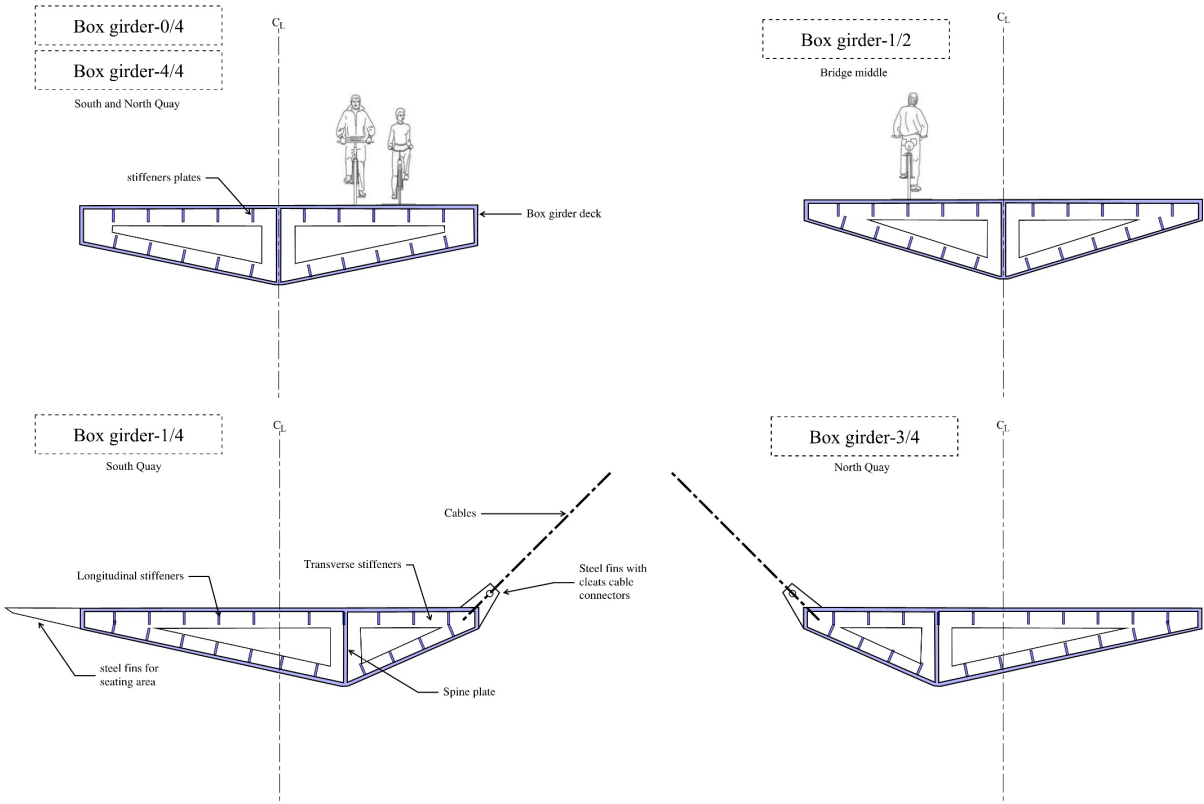 Box girder-0/4
Box girder-4/4
South and North Quay
CL
stiffeners plates
Box girder deck
Box girder-1/2
Bridge middle
CL
Box girder-1/4
South Quay
CL
Cables
Longitudinal stiffeners
Transverse stiffeners
Steel fins with
cleats cable
connectors
steel fins for
seating area
Spine plate
Box girder-3/4
North Quay
CL